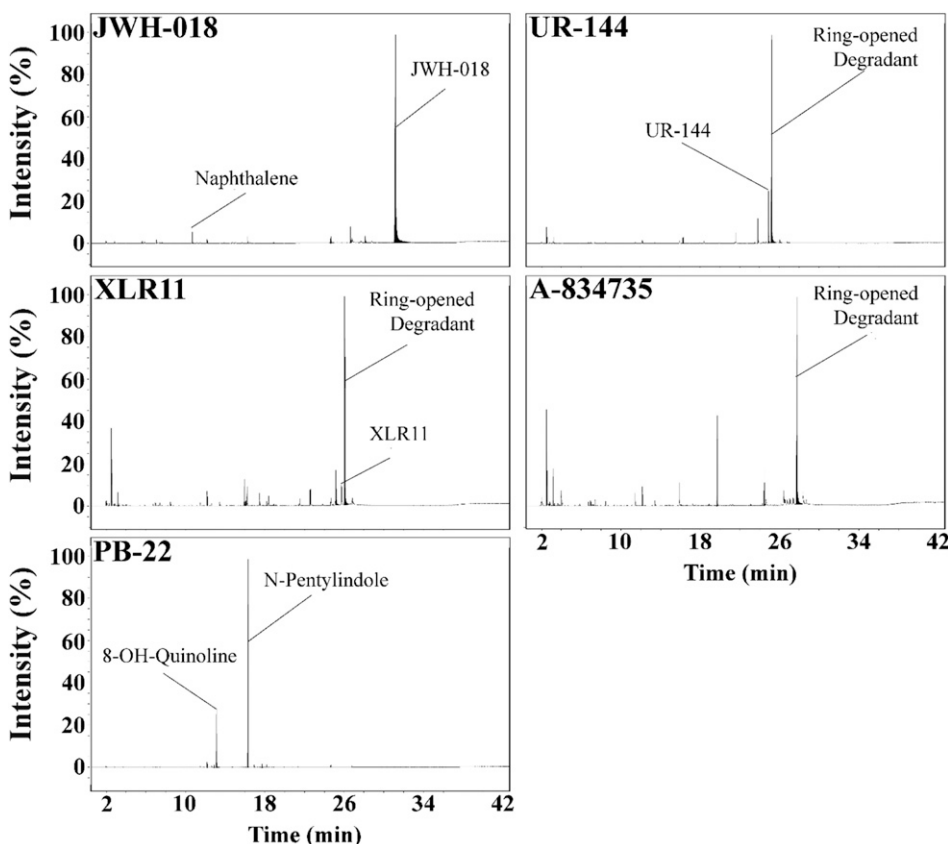 JWH-018
Intensity (%)
100
80
60
40
20
0
JWH-018
Naphthalene
UR-144
Ring-opened
Degradant
UR-144
XLR11
Intensity (%)
100
80
60
40
20
0
Ring-opened
Degradant
XLR11
A-834735
Ring-opened
Degradant
2 10 18 26 34 42
Time (min)
PB-22
Intensity (%)
100
80
60
40
20
0
N-Pentylindole
8-OH-Quinoline
2 10 18 26 34 42
Time (min)